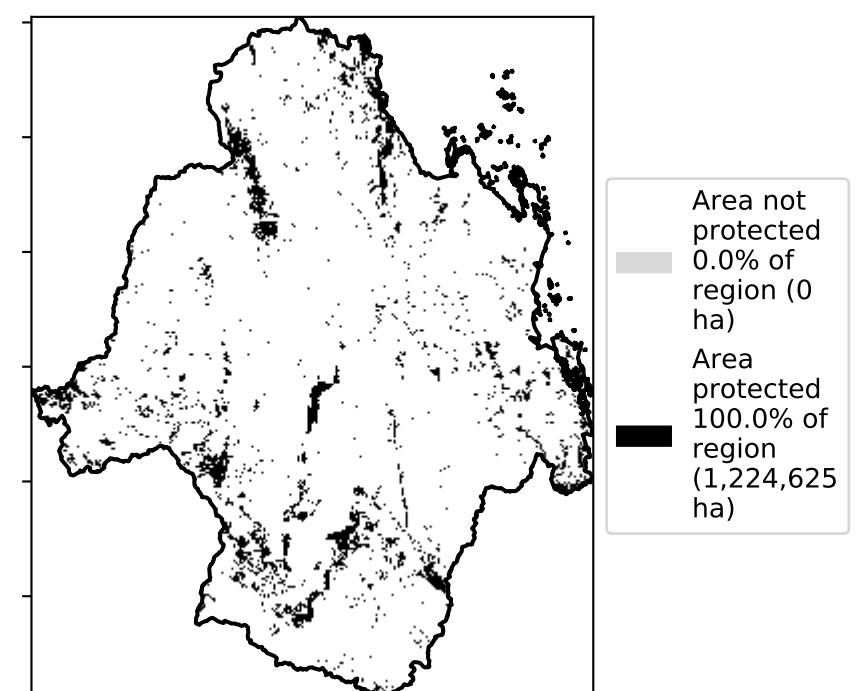 Area not
protected
0.0% of
region (0
ha)
Area
protected
100.0% of
region
(1,224,625
ha)